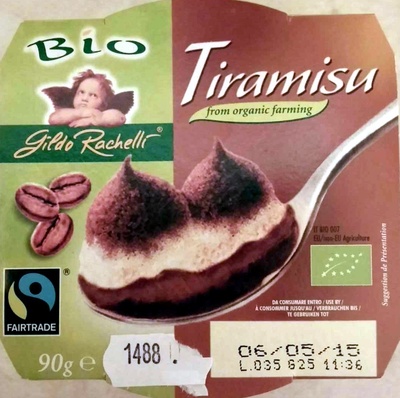 Bio
Tiramisu
from organic farming
Gildo Rachelli®
IT BIO 007
EU/non-EU Agriculture
Suggestion de Présentation
FAIRTRADE
®
DA CONSUMARE ENTRO / USE BY /
À CONSOMMER JUSQU'AU / VERBRAUCHEN BIS /
TE GEBRUIKEN TOT
90g e
1488
06/05/15
L.035 G25 11:36